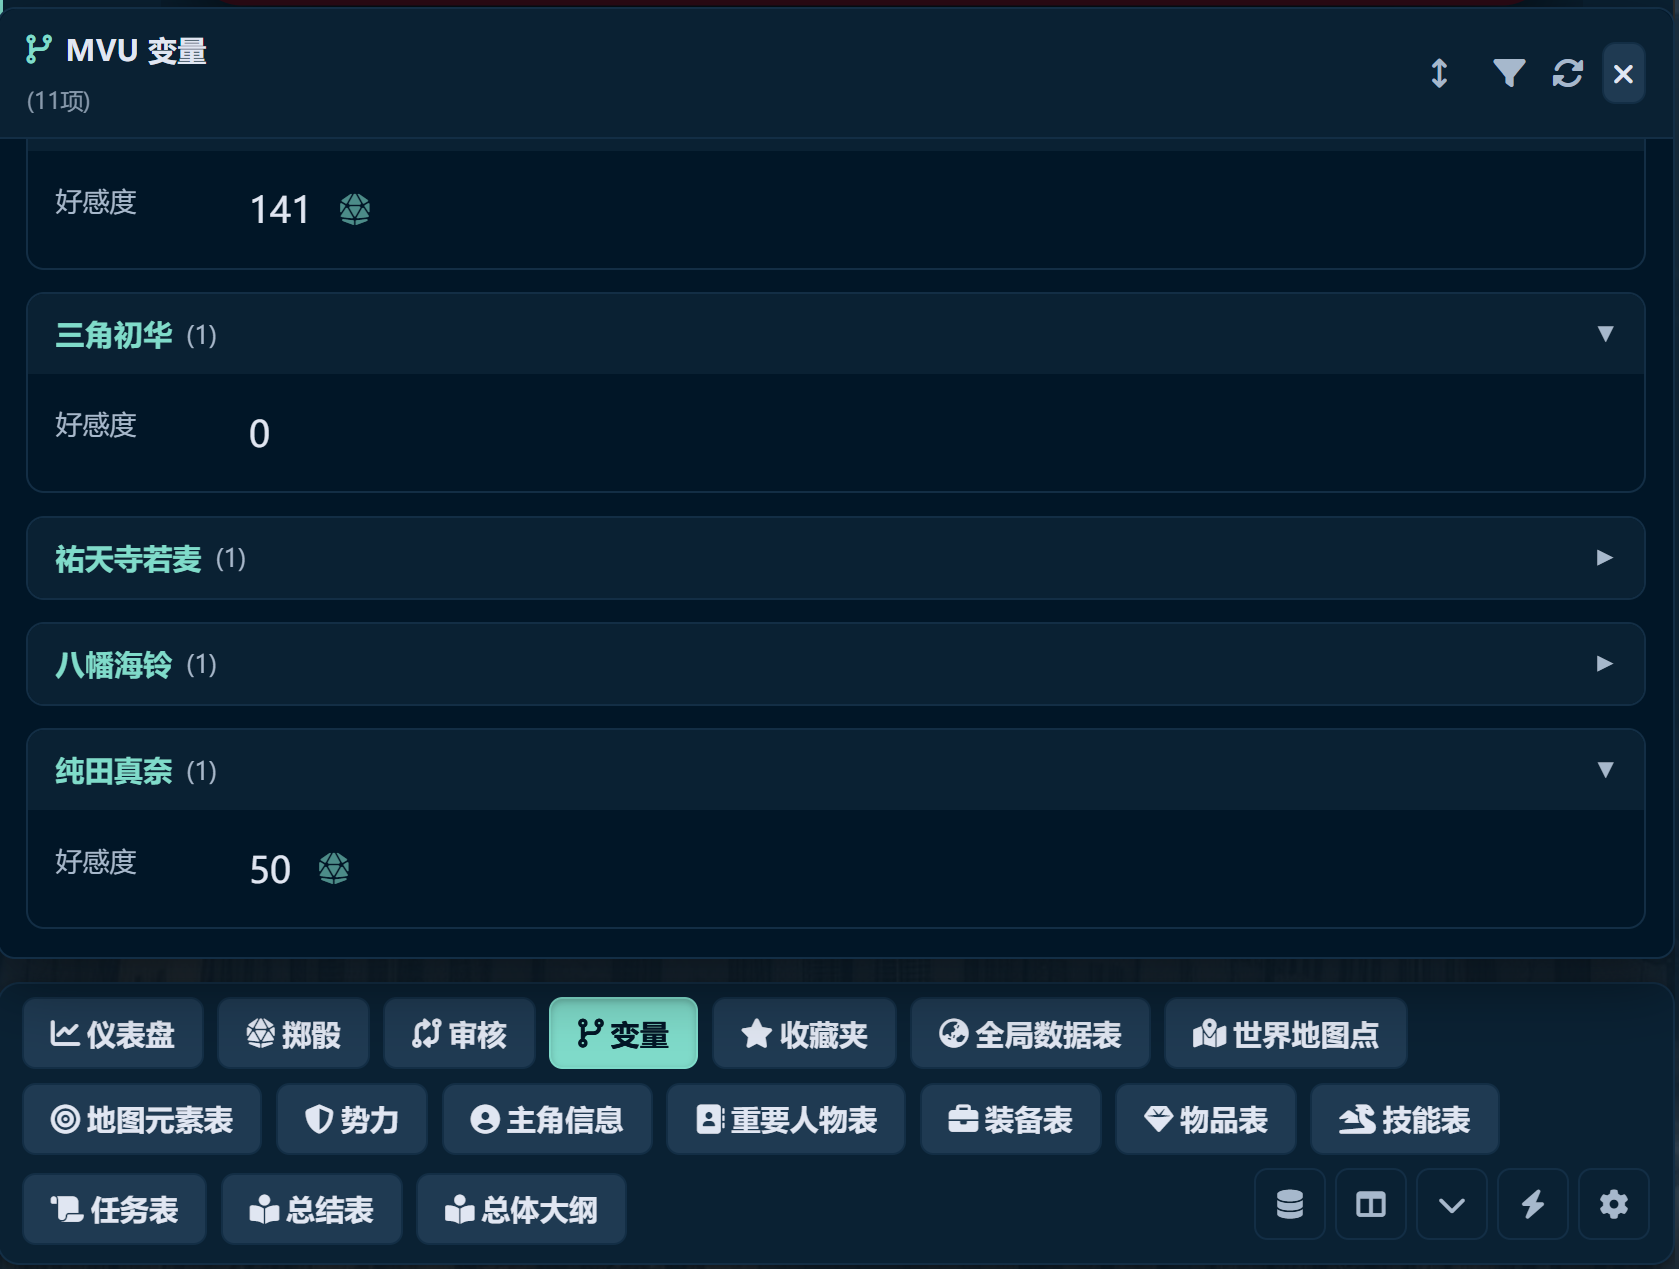 MVU 变量
(11项)
好感度 141
三角初华 (1)
好感度 0
祐天寺若麦 (1)
八幡海铃 (1)
纯田真奈 (1)
好感度 50
仪表盘 掷骰 审核 变量 收藏夹 全局数据表 世界地图点
地图元素表 势力 主角信息 重要人物表 装备表 物品表 技能表
任务表 总结表 总体大纲